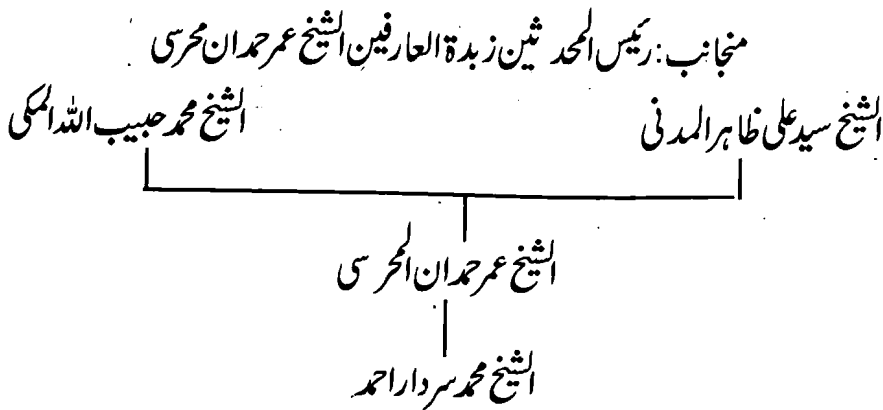 منجانب: رئیس المحدثین زبدة العارفین الشیخ عمر حمدان محرسی
الشیخ سید علی ظاہر المدنی
الشیخ محمد حبیب اللہ المکی
الشیخ عمر حمدان المحرسی
الشیخ محمد سردار احمد